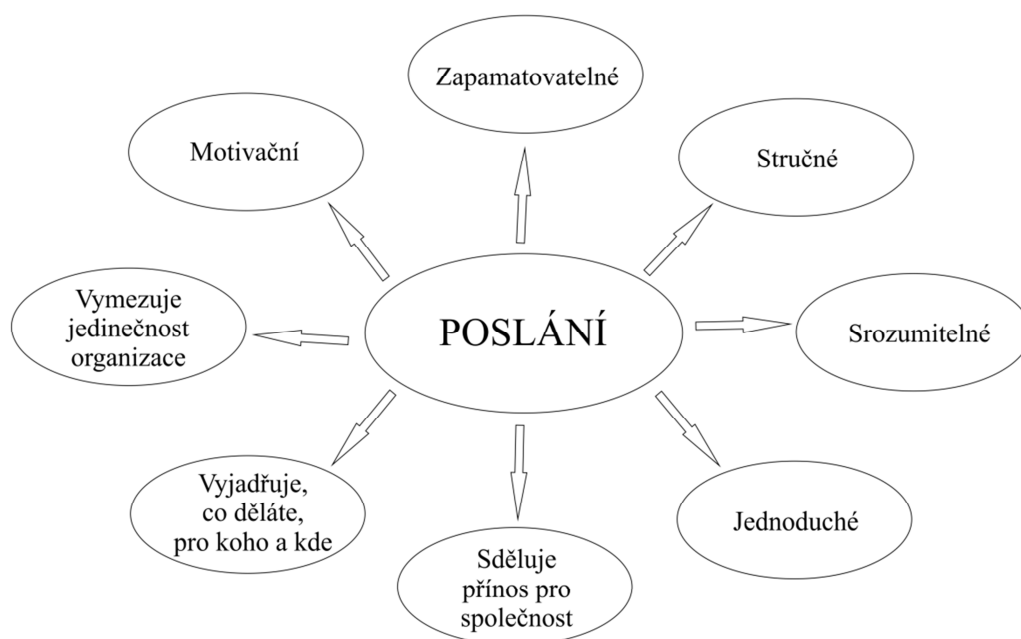 Zapamatovatelné
Motivační
Stručné
Vymezuje
jedinečnost
organizace
POSLÁNÍ
Srozumitelné
Vyjadřuje,
co děláte,
pro koho a kde
Jednoduché
Sděluje
přínos pro
společnost